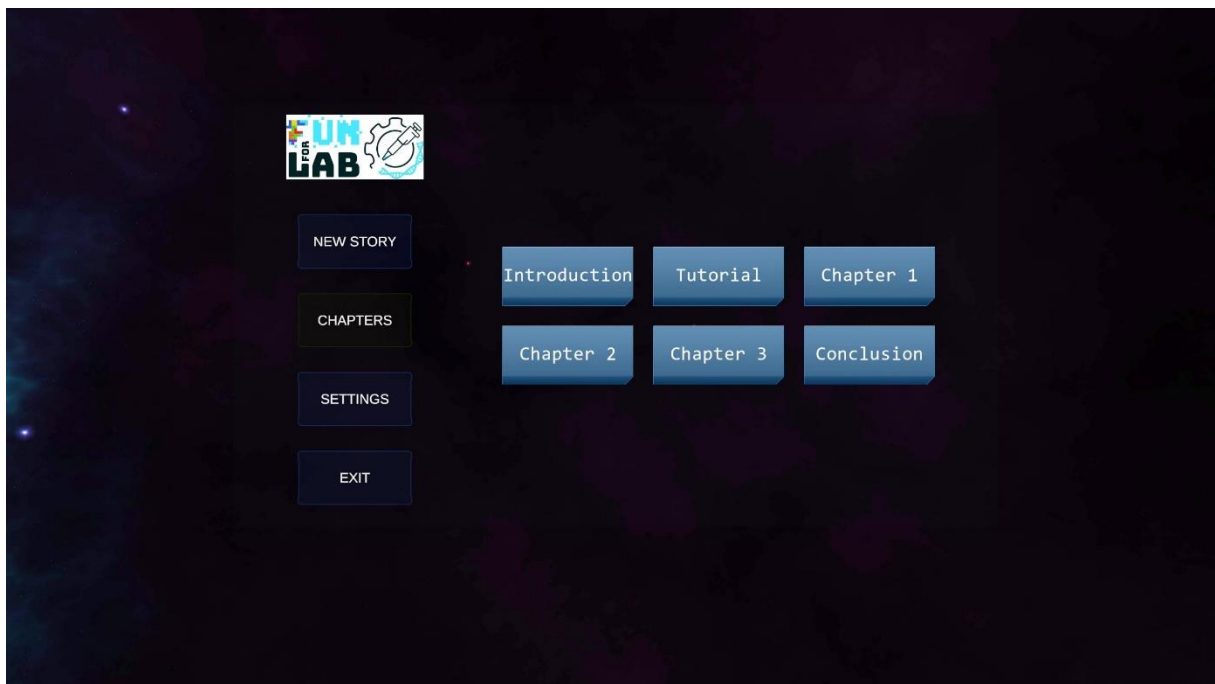 FUN
FOR
LAB
NEW STORY
CHAPTERS
SETTINGS
EXIT
Introduction
Tutorial
Chapter 1
Chapter 2
Chapter 3
Conclusion